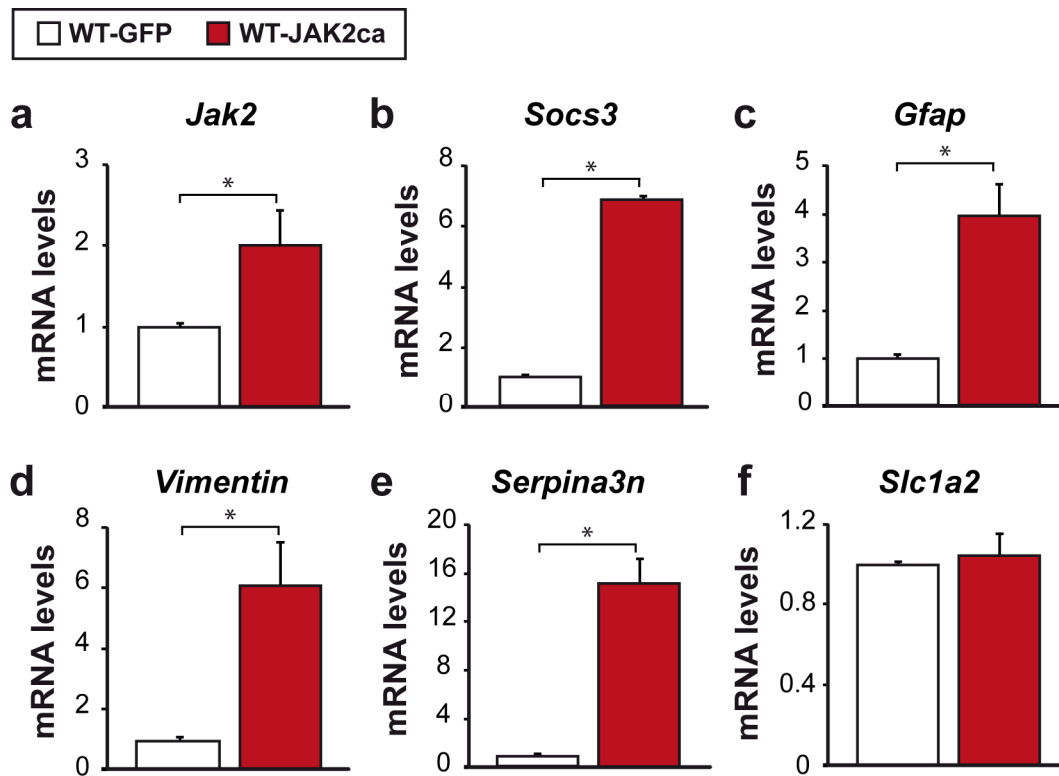 WT-GFP WT-JAK2ca
a Jak2
mRNA levels
3
2
1
0
*
b Socs3
mRNA levels
8
6
4
2
0
*
c Gfap
mRNA levels
5
4
3
2
1
0
*
d Vimentin
mRNA levels
8
6
4
2
0
*
e Serpina3n
mRNA levels
20
16
12
8
4
0
*
f Slc1a2
mRNA levels
1.2
0.8
0.4
0